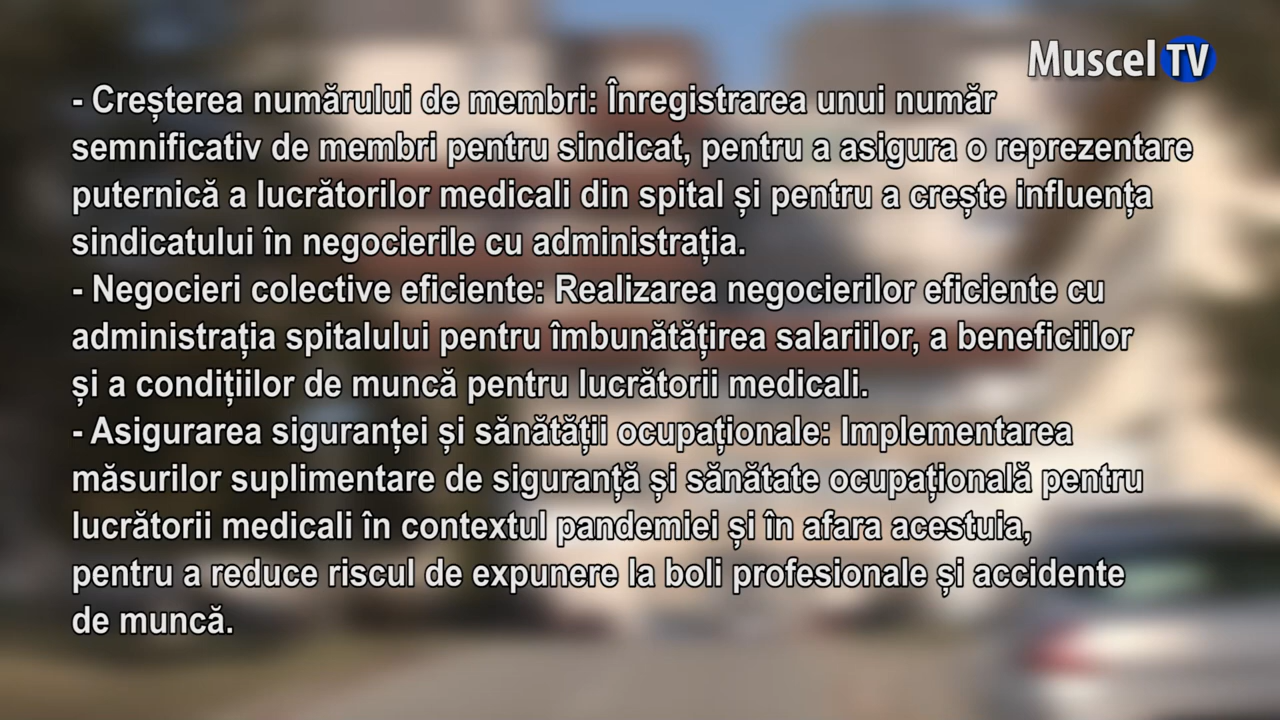 Muscel TV
- Creșterea numărului de membri: Înregistrarea unui număr
semnificativ de membri pentru sindicat, pentru a asigura o reprezentare
puternică a lucrătorilor medicali din spital și pentru a crește influența
sindicatului în negocierile cu administrația.
- Negocieri colective eficiente: Realizarea negocierilor eficiente cu
administrația spitalului pentru îmbunătățirea salariilor, a beneficiilor
și a condițiilor de muncă pentru lucrătorii medicali.
- Asigurarea siguranței și sănătății ocupaționale: Implementarea
măsurilor suplimentare de siguranță și sănătate ocupațională pentru
lucrătorii medicali în contextul pandemiei și în afara acestuia,
pentru a reduce riscul de expunere la boli profesionale și accidente
de muncă.